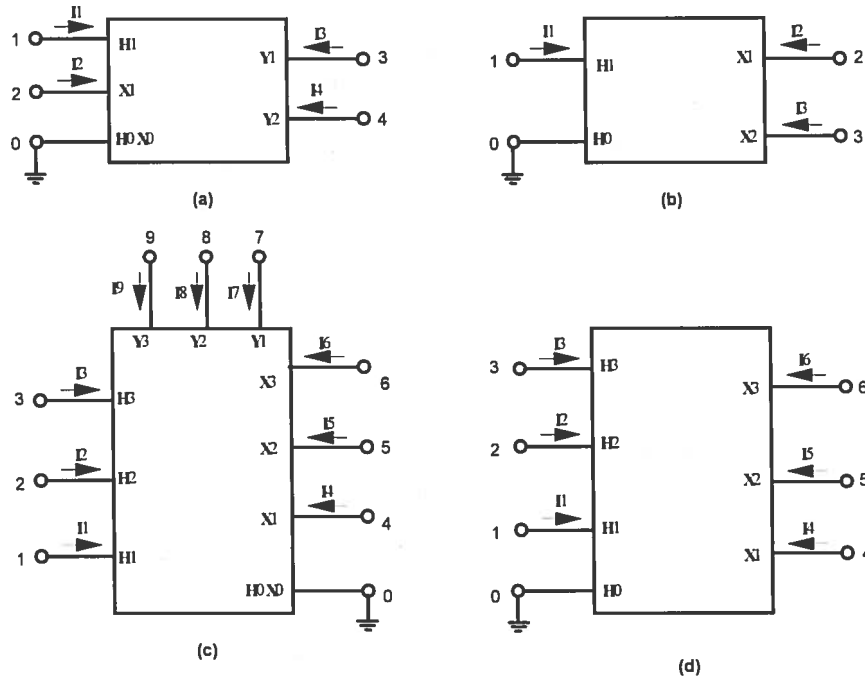 I1
1
H1
I2
2
X1
0
H0 X0
I3
Y1
3
I4
Y2
4
(a)
I1
1
H1
0
H0
I2
X1
2
I3
X2
3
(b)
9
8
7
I9
I8
I7
Y3
Y2
Y1
I3
3
H3
I2
2
H2
I1
1
H1
I6
X3
6
I5
X2
5
I4
X1
4
H0 X0
0
(c)
I3
3
H3
I2
2
H2
I1
1
H1
0
H0
I6
X3
6
I5
X2
5
I4
X1
4
(d)